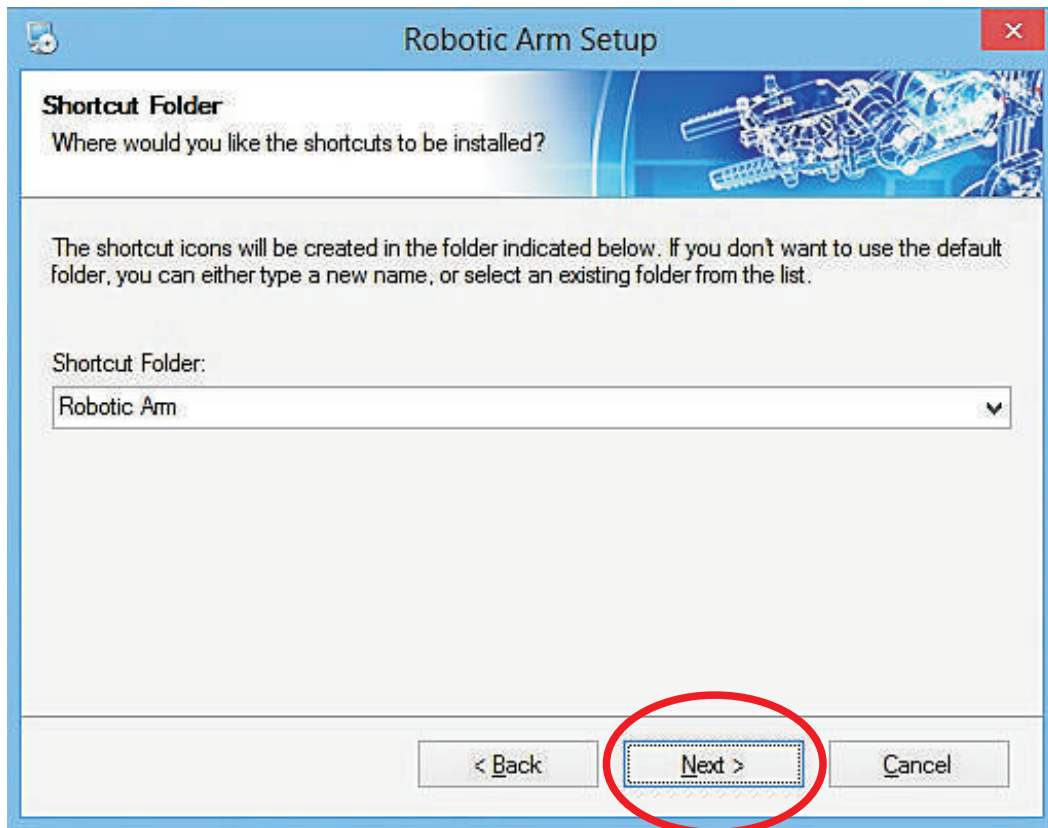 Robotic Arm Setup
Shortcut Folder
Where would you like the shortcuts to be installed?
The shortcut icons will be created in the folder indicated below. If you don't want to use the default
folder, you can either type a new name, or select an existing folder from the list.
Shortcut Folder:
Robotic Arm
< Back
Next >
Cancel